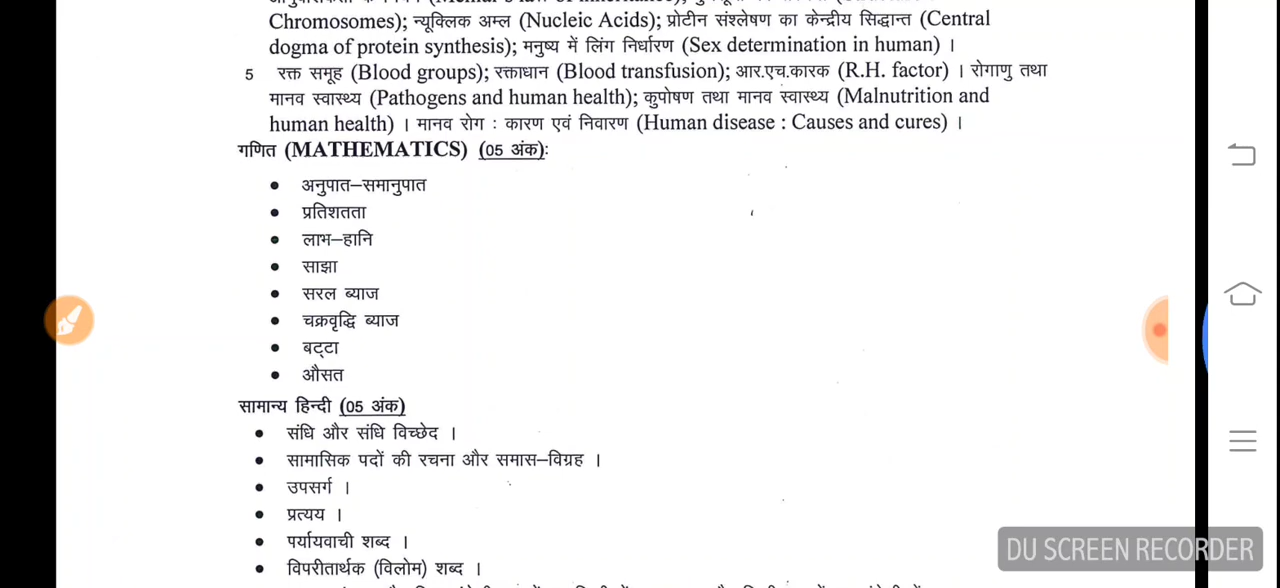 Chromosomes); न्यूक्लिक अम्ल (Nucleic Acids); प्रोटीन संश्लेषण का केन्द्रीय सिद्धान्त (Central
dogma of protein synthesis); मनुष्य में लिंग निर्धारण (Sex determination in human) ।
5 रक्त समूह (Blood groups); रक्ताधान (Blood transfusion); आर.एच.कारक (R.H. factor) । रोगाणु तथा
मानव स्वास्थ्य (Pathogens and human health); कुपोषण तथा मानव स्वास्थ्य (Malnutrition and
human health) । मानव रोग : कारण एवं निवारण (Human disease : Causes and cures) ।
गणित (MATHEMATICS) (05 अंक):
• अनुपात–समानुपात
• प्रतिशतता
• लाभ–हानि
• साझा
• सरल ब्याज
• चक्रवृद्धि ब्याज
• बट्टा
• औसत
सामान्य हिन्दी (05 अंक)
• संधि और संधि विच्छेद ।
• सामासिक पदों की रचना और समास–विग्रह ।
• उपसर्ग ।
• प्रत्यय ।
• पर्यायवाची शब्द ।
• विपरीतार्थक (विलोम) शब्द ।
DU SCREEN RECORDER